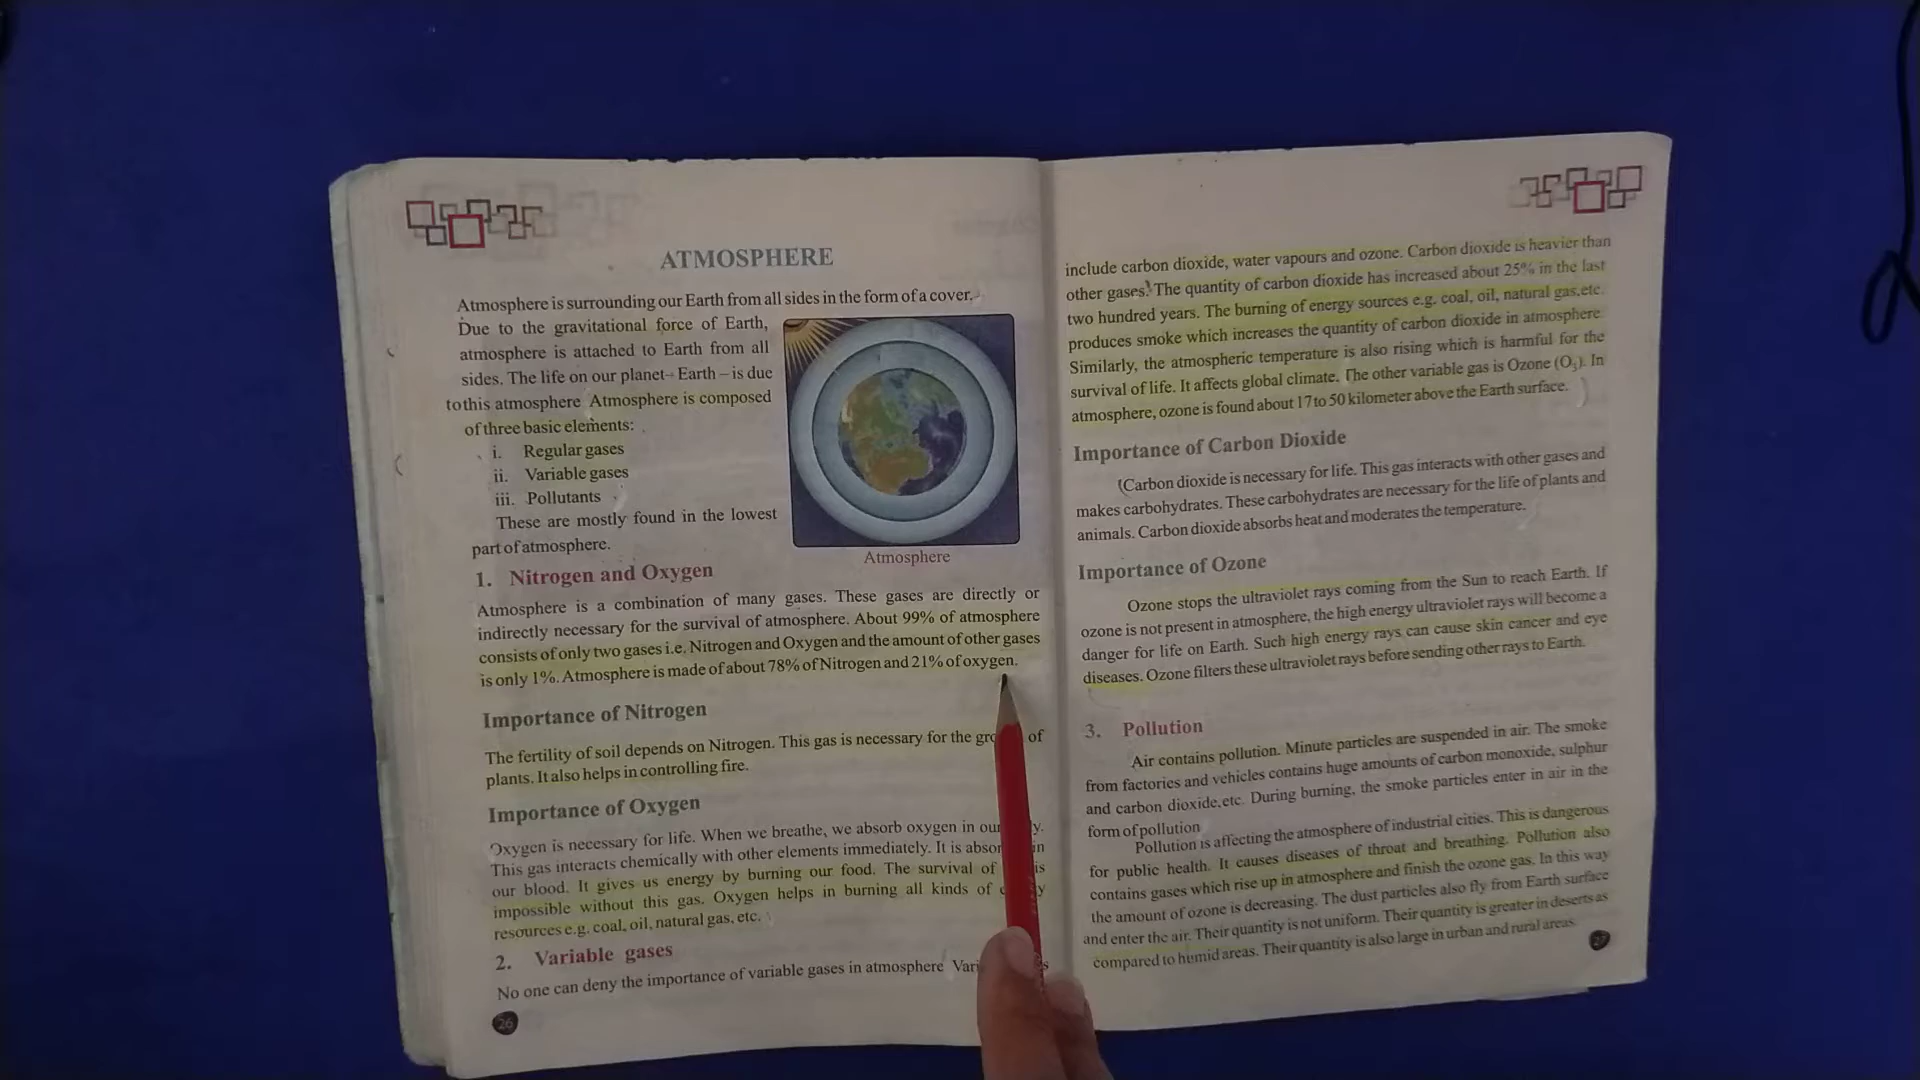 ATMOSPHERE
Atmosphere is surrounding our Earth from all sides in the form of a cover.
Due to the gravitational force of Earth,
atmosphere is attached to Earth from all
sides. The life on our planet – Earth – is due
to this atmosphere Atmosphere is composed
of three basic elements:
i. Regular gases
ii. Variable gases
iii. Pollutants
These are mostly found in the lowest
part of atmosphere.
Atmosphere
1. Nitrogen and Oxygen
Atmosphere is a combination of many gases. These gases are directly or
indirectly necessary for the survival of atmosphere. About 99% of atmosphere
consists of only two gases i.e. Nitrogen and Oxygen and the amount of other gases
is only 1%. Atmosphere is made of about 78% of Nitrogen and 21% of oxygen.
Importance of Nitrogen
The fertility of soil depends on Nitrogen. This gas is necessary for the of
plants. It also helps in controlling fire.
Importance of Oxygen
Oxygen is necessary for life. When we breathe, we absorb oxygen in
This gas interacts chemically with other elements immediately. It is in
our blood. It gives us energy by burning our food. The survival of is
impossible without this gas. Oxygen helps in burning all kinds of
resources e.g. coal, oil, natural gas, etc.
2. Variable gases
No one can deny the importance of variable gases in atmosphere
26
include carbon dioxide, water vapours and ozone. Carbon dioxide is heavier than
other gases. The quantity of carbon dioxide has increased about 25% in the last
two hundred years. The burning of energy sources e.g. coal, oil, natural gas,etc.
produces smoke which increases the quantity of carbon dioxide in atmosphere
Similarly, the atmospheric temperature is also rising which is harmful for the
survival of life. It affects global climate. The other variable gas is Ozone (O₃). In
atmosphere, ozone is found about 17 to 50 kilometer above the Earth surface.
Importance of Carbon Dioxide
(Carbon dioxide is necessary for life. This gas interacts with other gases and
makes carbohydrates. These carbohydrates are necessary for the life of plants and
animals. Carbon dioxide absorbs heat and moderates the temperature.
Importance of Ozone
Ozone stops the ultraviolet rays coming from the Sun to reach Earth. If
ozone is not present in atmosphere, the high energy ultraviolet rays will become a
danger for life on Earth. Such high energy rays can cause skin cancer and eye
diseases. Ozone filters these ultraviolet rays before sending other rays to Earth.
3. Pollution
Air contains pollution. Minute particles are suspended in air. The smoke
from factories and vehicles contains huge amounts of carbon monoxide, sulphur
and carbon dioxide,etc. During burning, the smoke particles enter in air in the
form of pollution
Pollution is affecting the atmosphere of industrial cities. This is dangerous
for public health. It causes diseases of throat and breathing. Pollution also
contains gases which rise up in atmosphere and finish the ozone gas. In this way
the amount of ozone is decreasing. The dust particles also fly from Earth surface
and enter the air. Their quantity is not uniform. Their quantity is greater in deserts as
compared to humid areas. Their quantity is also large in urban and rural areas.
27